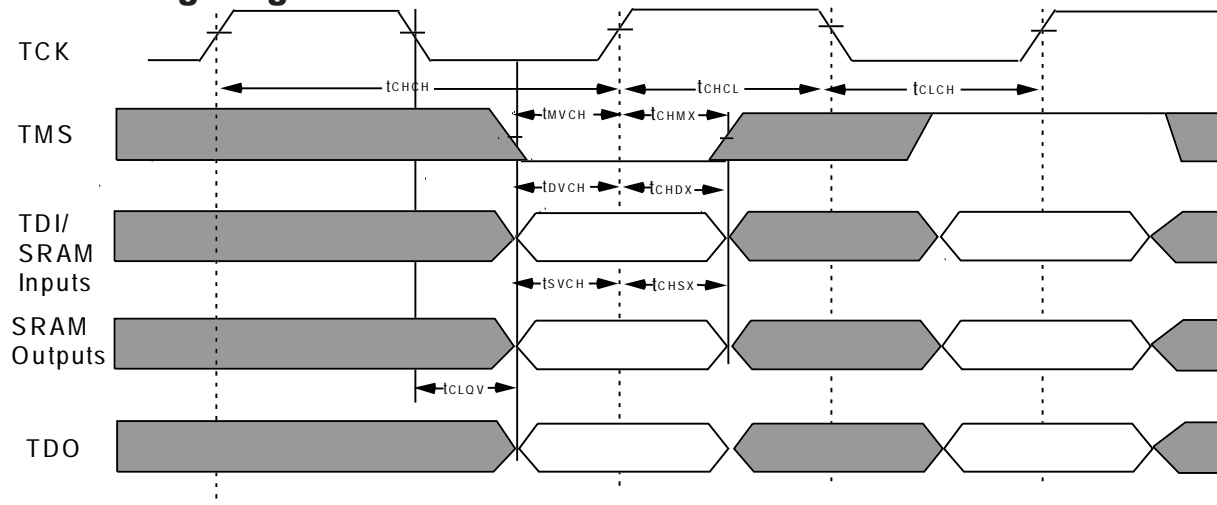 TCK
tCHCH
tCHCL
tCLCH
TMS
tMVCH
tCHMX
tDVCH
tCHDX
TDI/
SRAM
Inputs
tSVCH
tCHSX
SRAM
Outputs
tCLQV
TDO